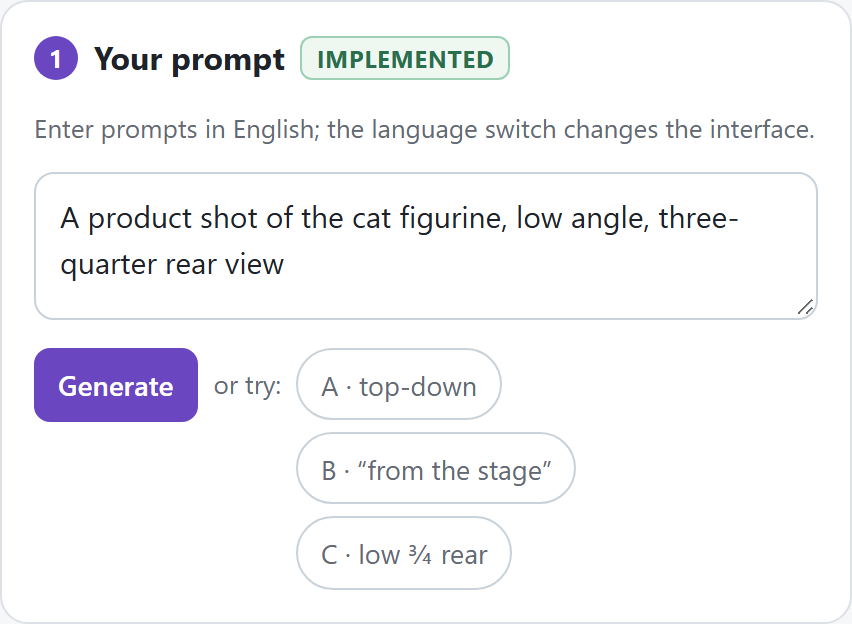 1 Your prompt IMPLEMENTED
Enter prompts in English; the language switch changes the interface.
A product shot of the cat figurine, low angle, three-
quarter rear view
Generate or try: A · top-down
B · “from the stage”
C · low ¾ rear